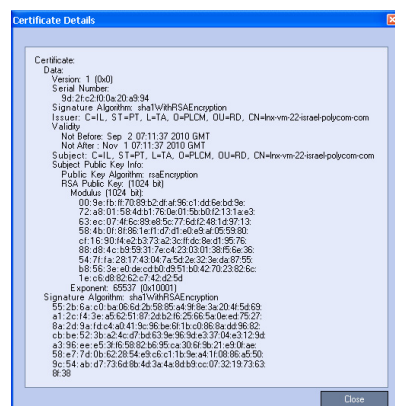 Certificate Details
Certificate:
Data:
Version: 1 (0x0)
Serial Number:
9d:2f:c2:f0:0a:20:a9:94
Signature Algorithm: sha1WithRSAEncryption
Issuer: C=IL, ST=PT, L=TA, O=PLCM, OU=RD, CN=lnx-vm-22-israel-polycom-com
Validity
Not Before: Sep 2 07:11:37 2010 GMT
Not After : Nov 1 07:11:37 2010 GMT
Subject: C=IL, ST=PT, L=TA, O=PLCM, OU=RD, CN=lnx-vm-22-israel-polycom-com
Subject Public Key Info:
Public Key Algorithm: rsaEncryption
RSA Public Key: (1024 bit)
Modulus (1024 bit):
00:9e:fb:ff:70:89:b2:df:af:96:c1:dd:6e:bd:9e:
72:a8:01:58:4d:b1:76:0e:01:5b:b0:f2:13:1a:e3:
63:ec:07:4f:6c:89:e8:5c:77:6d:f2:48:1d:97:13:
58:4b:0f:8f:86:1e:f1:d7:d1:e0:e9:af:05:59:80:
cf:16:90:f4:e2:b3:73:a2:3c:ff:dc:8e:d1:95:76:
88:d8:4c:b9:59:31:7e:c4:23:03:01:38:f5:6e:36:
54:7f:fa:28:17:43:04:7a:5d:2e:32:3e:da:87:55:
b8:56:3e:e0:de:cd:b0:d9:51:b0:42:70:23:82:6c:
1e:c6:d8:82:62:c7:42:d2:5d
Exponent: 65537 (0x10001)
Signature Algorithm: sha1WithRSAEncryption
55:2b:6a:c0:ba:06:6d:2b:58:85:a4:9f:8e:3a:20:4f:5d:69:
a1:2c:f4:3e:a5:62:51:87:2d:b2:f6:25:66:5a:0e:ed:75:27:
8a:2d:9a:fd:c4:a0:41:9c:96:be:6f:1b:c0:86:8a:dd:96:82:
cb:be:52:3b:a2:4c:d7:bd:63:9e:96:9d:e3:37:04:e3:12:9d:
a3:96:ee:e5:3f:f6:58:82:b6:95:ca:30:6f:9b:21:e9:0f:ae:
58:e7:7d:0b:62:28:54:e9:c6:c1:1b:9e:a4:1f:08:86:a5:50:
9c:54:ab:d7:73:6d:8b:4d:3a:4a:8d:b9:cc:07:32:19:73:63:
8f:38
Close